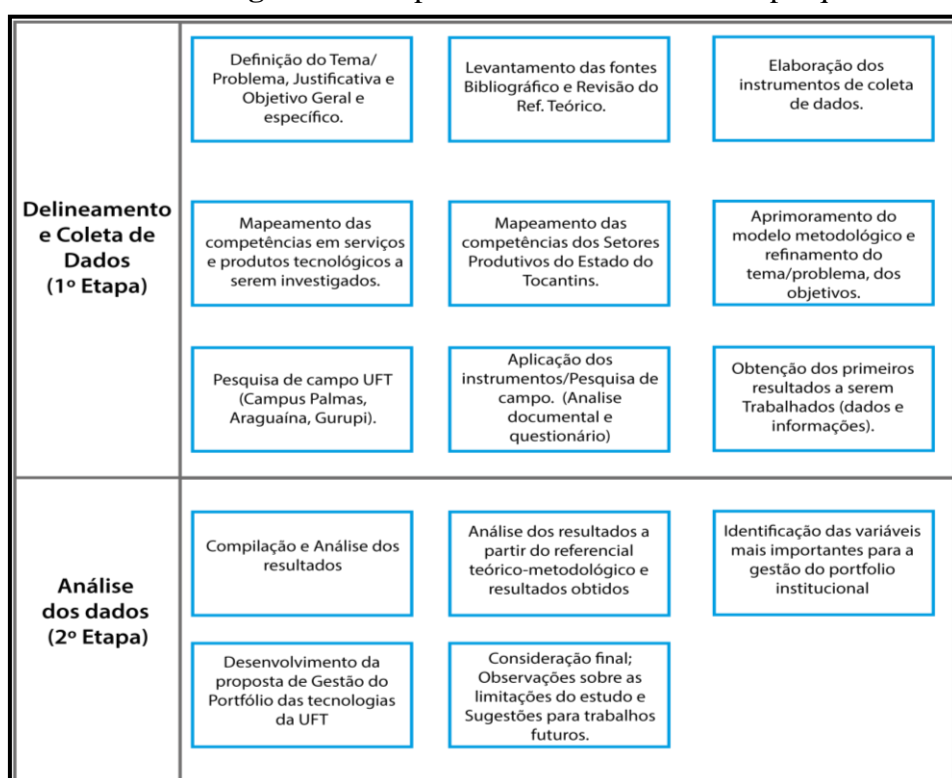 Definição do Tema/
Problema, Justificativa e
Objetivo Geral e
específico.
Levantamento das fontes
Bibliográfico e Revisão do
Ref. Teórico.
Elaboração dos
instrumentos de coleta
de dados.
Delineamento
e Coleta de
Dados
(1º Etapa)
Mapeamento das
competências em serviços
e produtos tecnológicos a
serem investigados.
Mapeamento das
competências dos Setores
Produtivos do Estado do
Tocantins.
Aprimoramento do
modelo metodológico e
refinamento do
tema/problema, dos
objetivos.
Pesquisa de campo UFT
(Campus Palmas,
Araguaína, Gurupi).
Aplicação dos
instrumentos/Pesquisa de
campo. (Analise
documental e
questionário)
Obtenção dos primeiros
resultados a serem
Trabalhados (dados e
informações).
Análise
dos dados
(2º Etapa)
Compilação e Análise dos
resultados
Análise dos resultados a
partir do referencial
teórico-metodológico e
resultados obtidos
Identificação das variáveis
mais importantes para a
gestão do portfolio
institucional
Desenvolvimento da
proposta de Gestão do
Portfólio das tecnologias
da UFT
Consideração final;
Observações sobre as
limitações do estudo e
Sugestões para trabalhos
futuros.